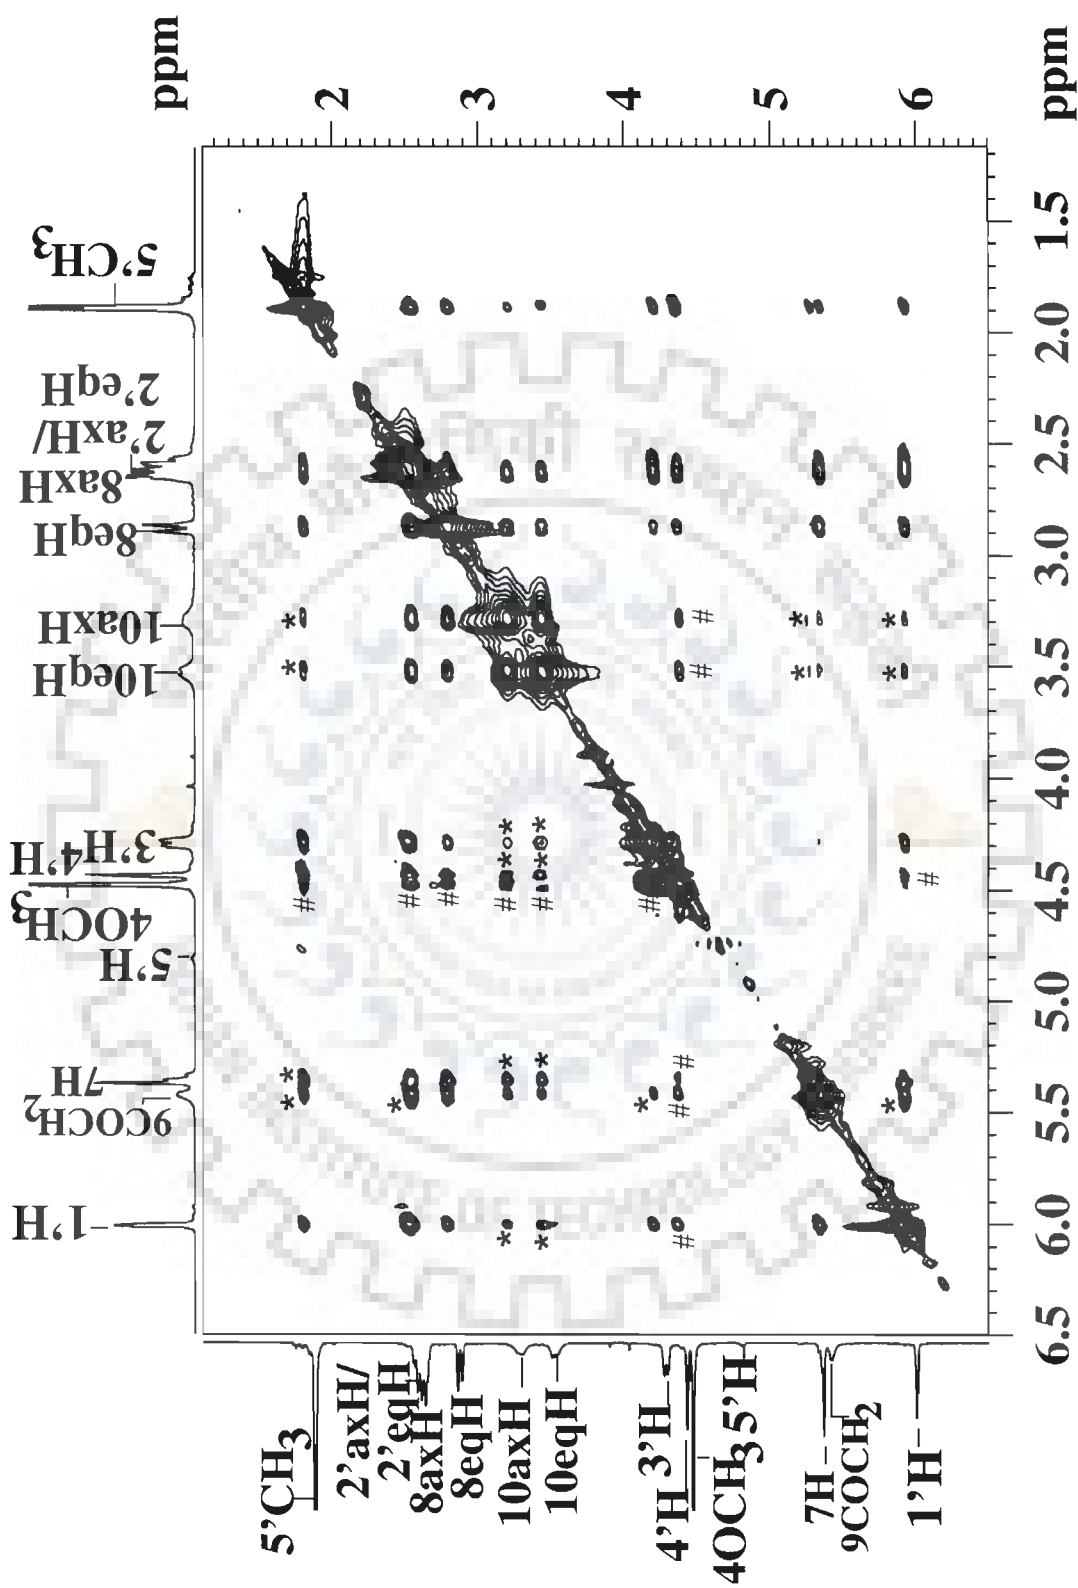 ppm
2
3
4
5
6
ppm
1.5
2.0
2.5
3.0
3.5
4.0
4.5
5.0
5.5
6.0
6.5
5'CH3
2'eqH
2'axH/
8axH
8eqH
10axH
10eqH
3'H
4'H
4OCH3
5'H
7H
9COCH2
1'H
5'CH3
2'axH/
2'eqH
8axH
8eqH
10axH
10eqH
3'H
4'H
4OCH3
5'H
7H
9COCH2
1'H
* # * *
* # * *
* * * *
# # # # # # #
* * * #
* * * # *
* * #
OF TECHNOLOGY